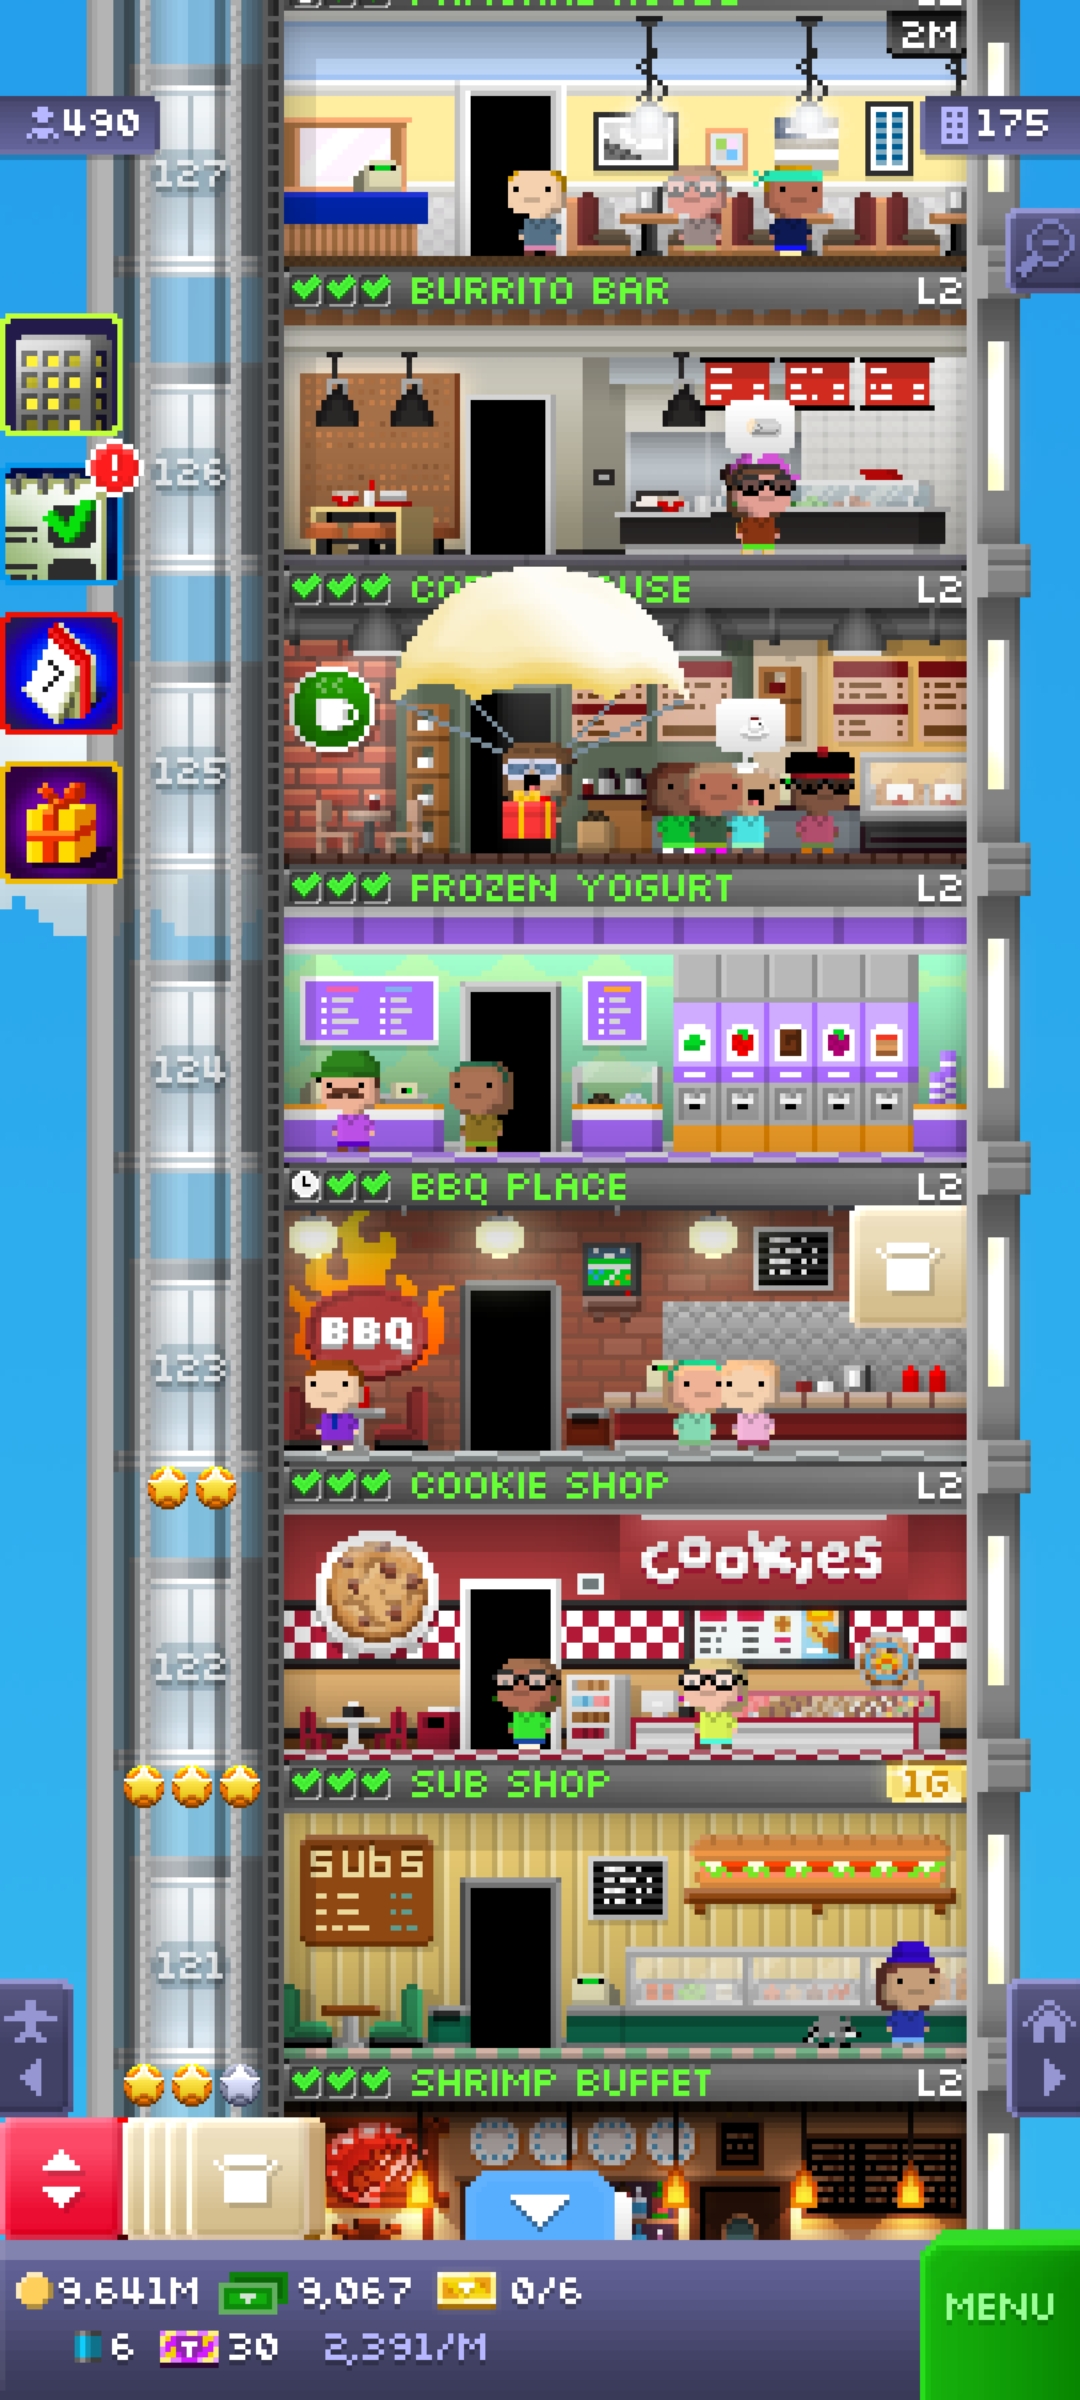 2M
490
175
127
BURRITO BAR L2
126
L2
125
FROZEN YOGURT L2
124
BBQ PLACE L2
BBQ
123
COOKIE SHOP L2
cookies
122
SUB SHOP 1G
SUBS
121
SHRIMP BUFFET L2
9.641M 9,067 0/6
MENU
6 T 30 2,391/M